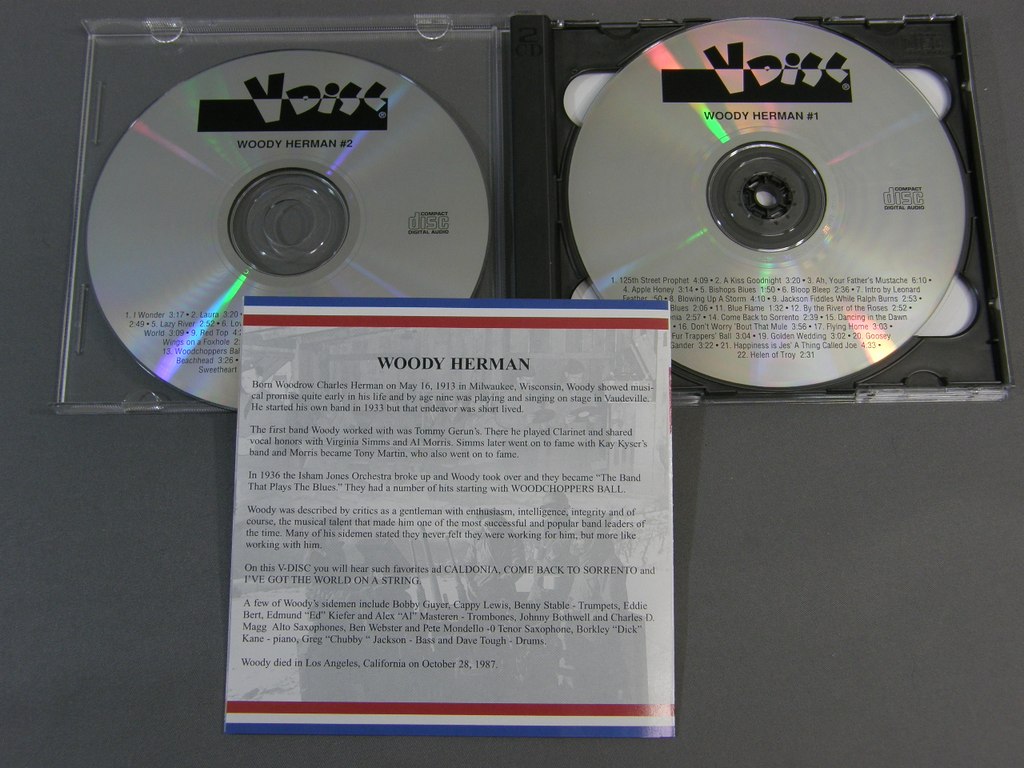 V-DISC
®
WOODY HERMAN #2
COMPACT
disc
DIGITAL AUDIO
1. I Wonder 3:17 • 2. Laura 3:20
2:49 • 5. Lazy River 2:52 • 6.
World 3:09 • 9. Red Top
Wings on a Foxhole
13. Woodchoppers Bal
Beachhead 3:26 •
Sweetheart
V-DISC
®
WOODY HERMAN #1
COMPACT
disc
DIGITAL AUDIO
1. 125th Street Prophet 4:09 • 2. A Kiss Goodnight 3:20 • 3. Ah, Your Father's Mustache 6:10 •
4. Apple Honey 3:14 • 5. Bishops Blues 1:50 • 6. Bloop Bleep 2:36 • 7. Intro by Leonard
Feather :50 • 8. Blowing Up A Storm 4:10 • 9. Jackson Fiddles While Ralph Burns 2:53 •
Blues 2:06 • 11. Blue Flame 1:32 • 12. By the River of the Roses 2:52 •
nia 2:57 • 14. Come Back to Sorrento 2:39 • 15. Dancing in the Dawn
• 16. Don't Worry 'Bout That Mule 3:56 • 17. Flying Home 3:03 •
Fur Trappers' Ball 3:04 • 19. Golden Wedding 3:02 • 20. Goosey
Gander 3:22 • 21. Happiness is Jes' A Thing Called Joe 4:33 •
22. Helen of Troy 2:31
WOODY HERMAN
Born Woodrow Charles Herman on May 16, 1913 in Milwaukee, Wisconsin, Woody showed musi-
cal promise quite early in his life and by age nine was playing and singing on stage in Vaudeville.
He started his own band in 1933 but that endeavor was short lived.
The first band Woody worked with was Tommy Gerun's. There he played Clarinet and shared
vocal honors with Virginia Simms and Al Morris. Simms later went on to fame with Kay Kyser's
band and Morris became Tony Martin, who also went on to fame.
In 1936 the Isham Jones Orchestra broke up and Woody took over and they became "The Band
That Plays The Blues." They had a number of hits starting with WOODCHOPPERS BALL.
Woody was described by critics as a gentleman with enthusiasm, intelligence, integrity and of
course, the musical talent that made him one of the most successful and popular band leaders of
the time. Many of his sidemen stated they never felt they were working for him, but more like
working with him.
On this V-DISC you will hear such favorites ad CALDONIA, COME BACK TO SORRENTO and
I'VE GOT THE WORLD ON A STRING.
A few of Woody's sidemen include Bobby Guyer, Cappy Lewis, Benny Stable - Trumpets, Eddie
Bert, Edmund "Ed" Kiefer and Alex "Al" Masteren - Trombones, Johnny Bothwell and Charles D.
Magg Alto Saxophones, Ben Webster and Pete Mondello -0 Tenor Saxophone, Borkley "Dick"
Kane - piano, Greg "Chubby " Jackson - Bass and Dave Tough - Drums.
Woody died in Los Angeles, California on October 28, 1987.